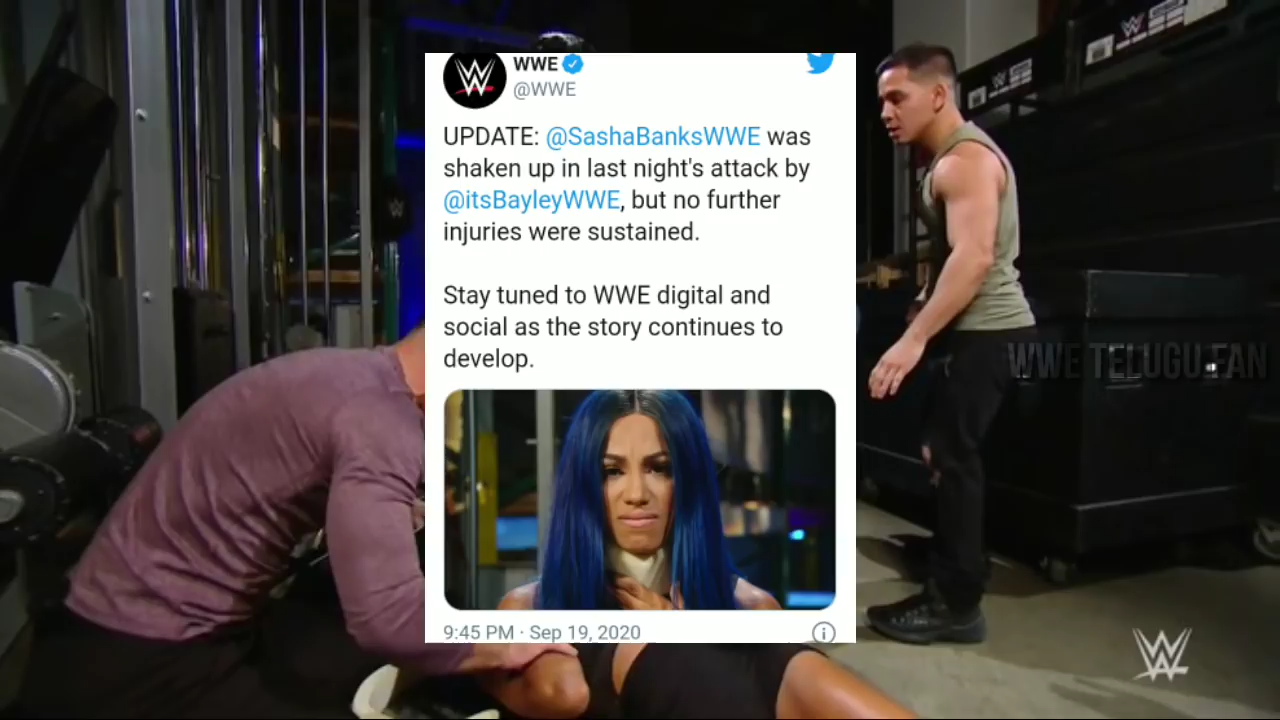 WWE
@WWE
UPDATE: @SashaBanksWWE was
shaken up in last night's attack by
@itsBayleyWWE, but no further
injuries were sustained.
Stay tuned to WWE digital and
social as the story continues to
develop.
9:45 PM · Sep 19, 2020
WWE TELUGU FAN